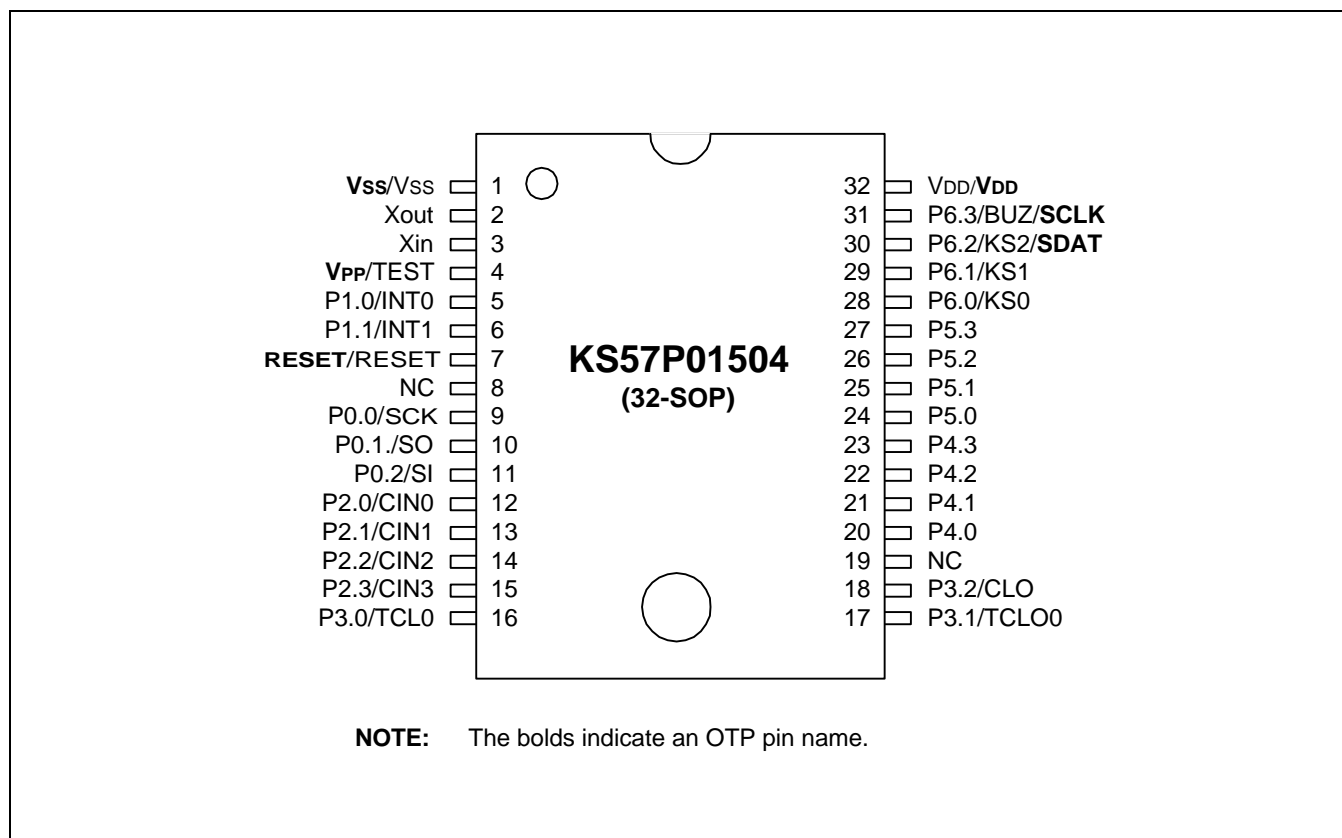 Vss/Vss 1
Xout 2
Xin 3
VPP/TEST 4
P1.0/INT0 5
P1.1/INT1 6
RESET/RESET 7
NC 8
P0.0/SCK 9
P0.1./SO 10
P0.2/SI 11
P2.0/CIN0 12
P2.1/CIN1 13
P2.2/CIN2 14
P2.3/CIN3 15
P3.0/TCL0 16
KS57P01504
(32-SOP)
32 VDD/VDD
31 P6.3/BUZ/SCLK
30 P6.2/KS2/SDAT
29 P6.1/KS1
28 P6.0/KS0
27 P5.3
26 P5.2
25 P5.1
24 P5.0
23 P4.3
22 P4.2
21 P4.1
20 P4.0
19 NC
18 P3.2/CLO
17 P3.1/TCLO0
NOTE: The bolds indicate an OTP pin name.